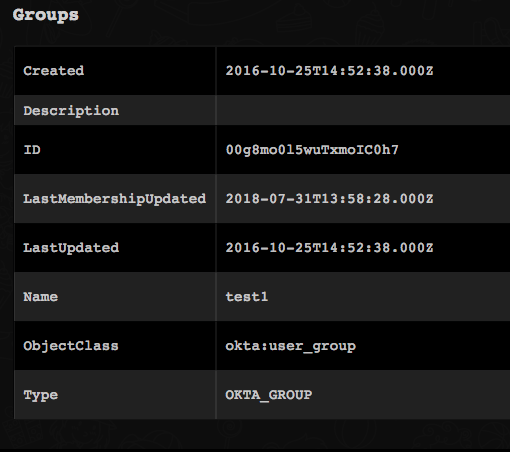 Groups
Created 2016-10-25T14:52:38.000Z
Description
ID 00g8mo0l5wuTxmoIC0h7
LastMembershipUpdated 2018-07-31T13:58:28.000Z
LastUpdated 2016-10-25T14:52:38.000Z
Name test1
ObjectClass okta:user_group
Type OKTA_GROUP